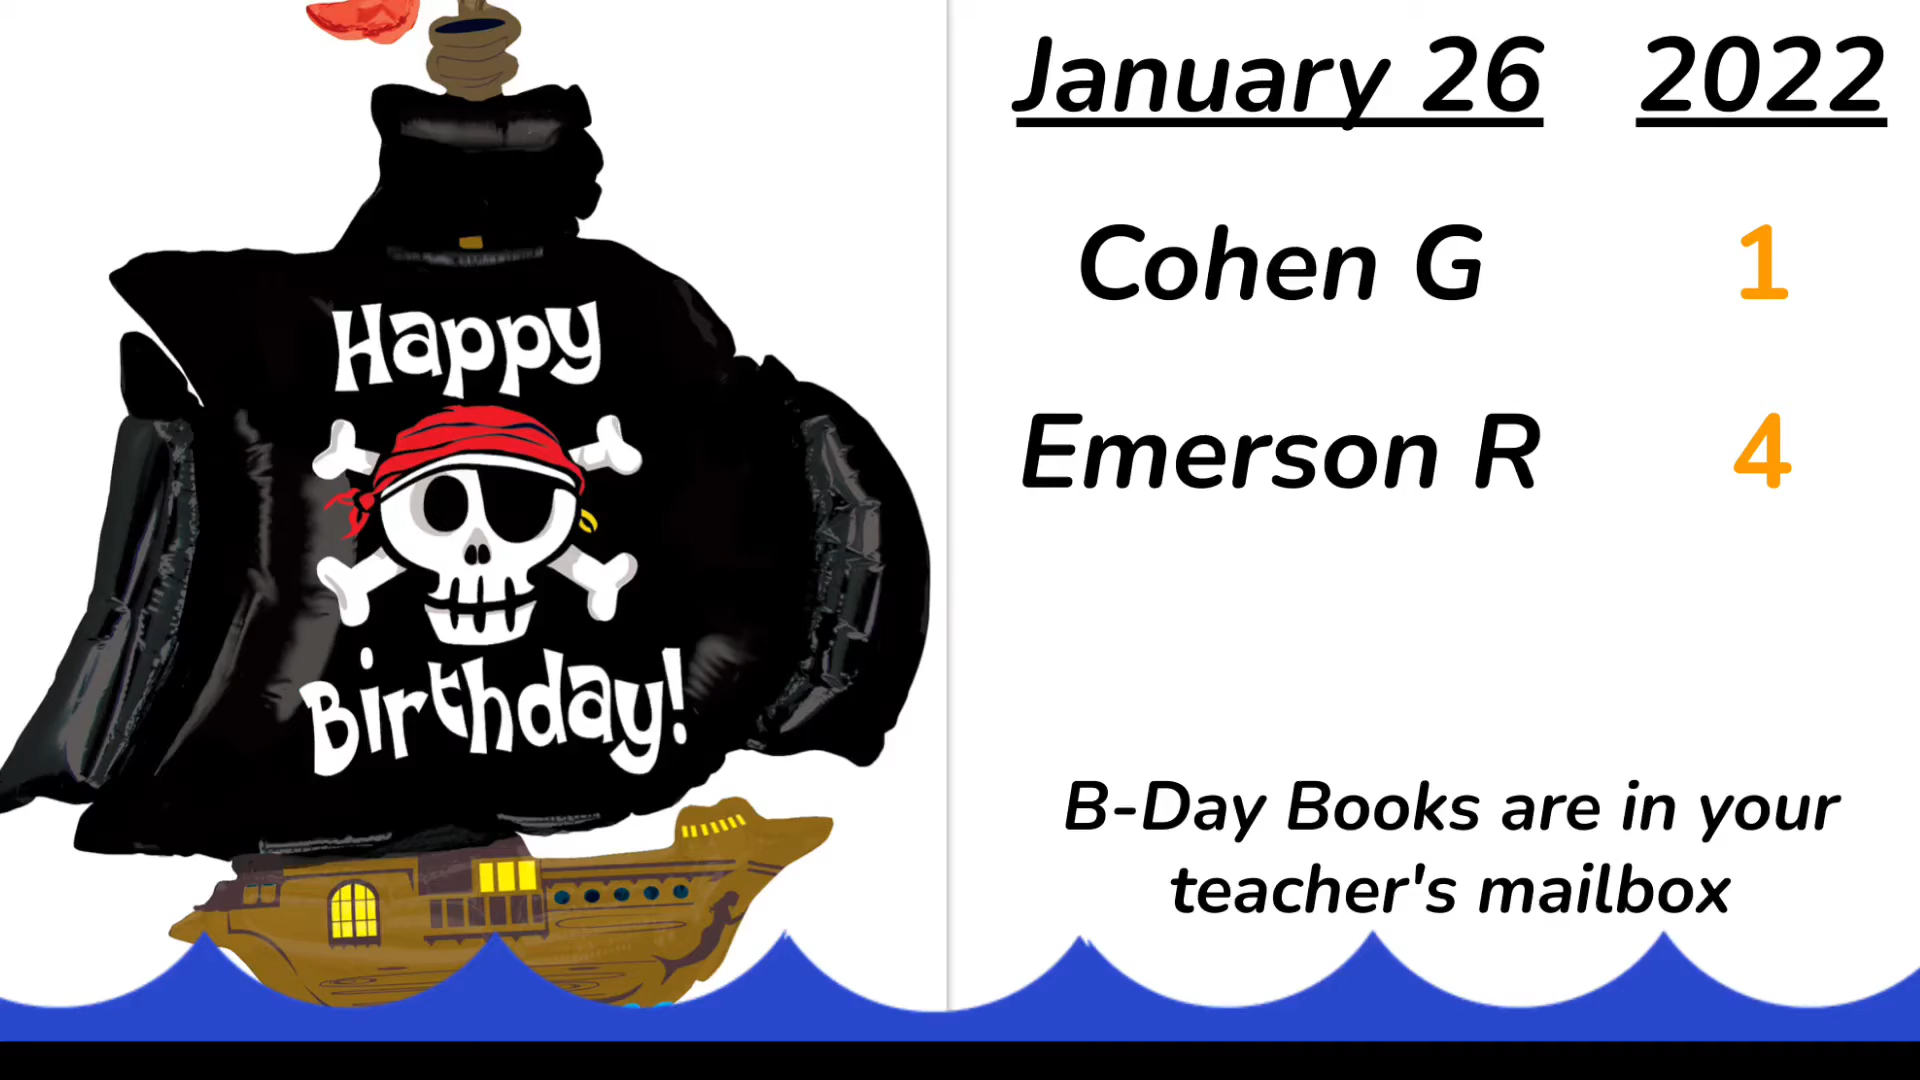 Happy
Birthday!
January 26 2022
Cohen G 1
Emerson R 4
B-Day Books are in your
teacher's mailbox